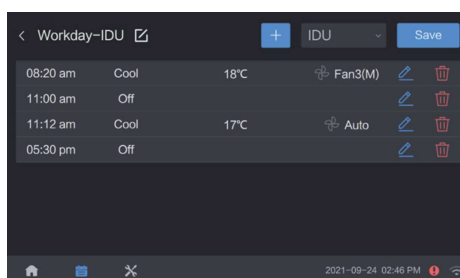 Workday-IDU
+ IDU Save
08:20 am Cool 18℃ Fan3(M)
11:00 am Off
11:12 am Cool 17℃ Auto
05:30 pm Off
2021-09-24 02:46 PM